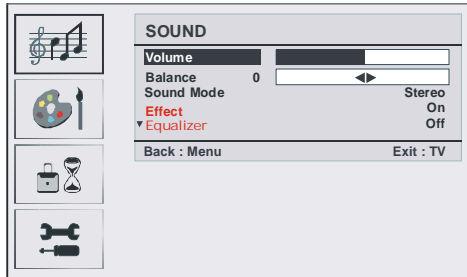 SOUND
Volume
Balance 0
Sound Mode Stereo
Effect On
Equalizer Off
Back : Menu Exit : TV